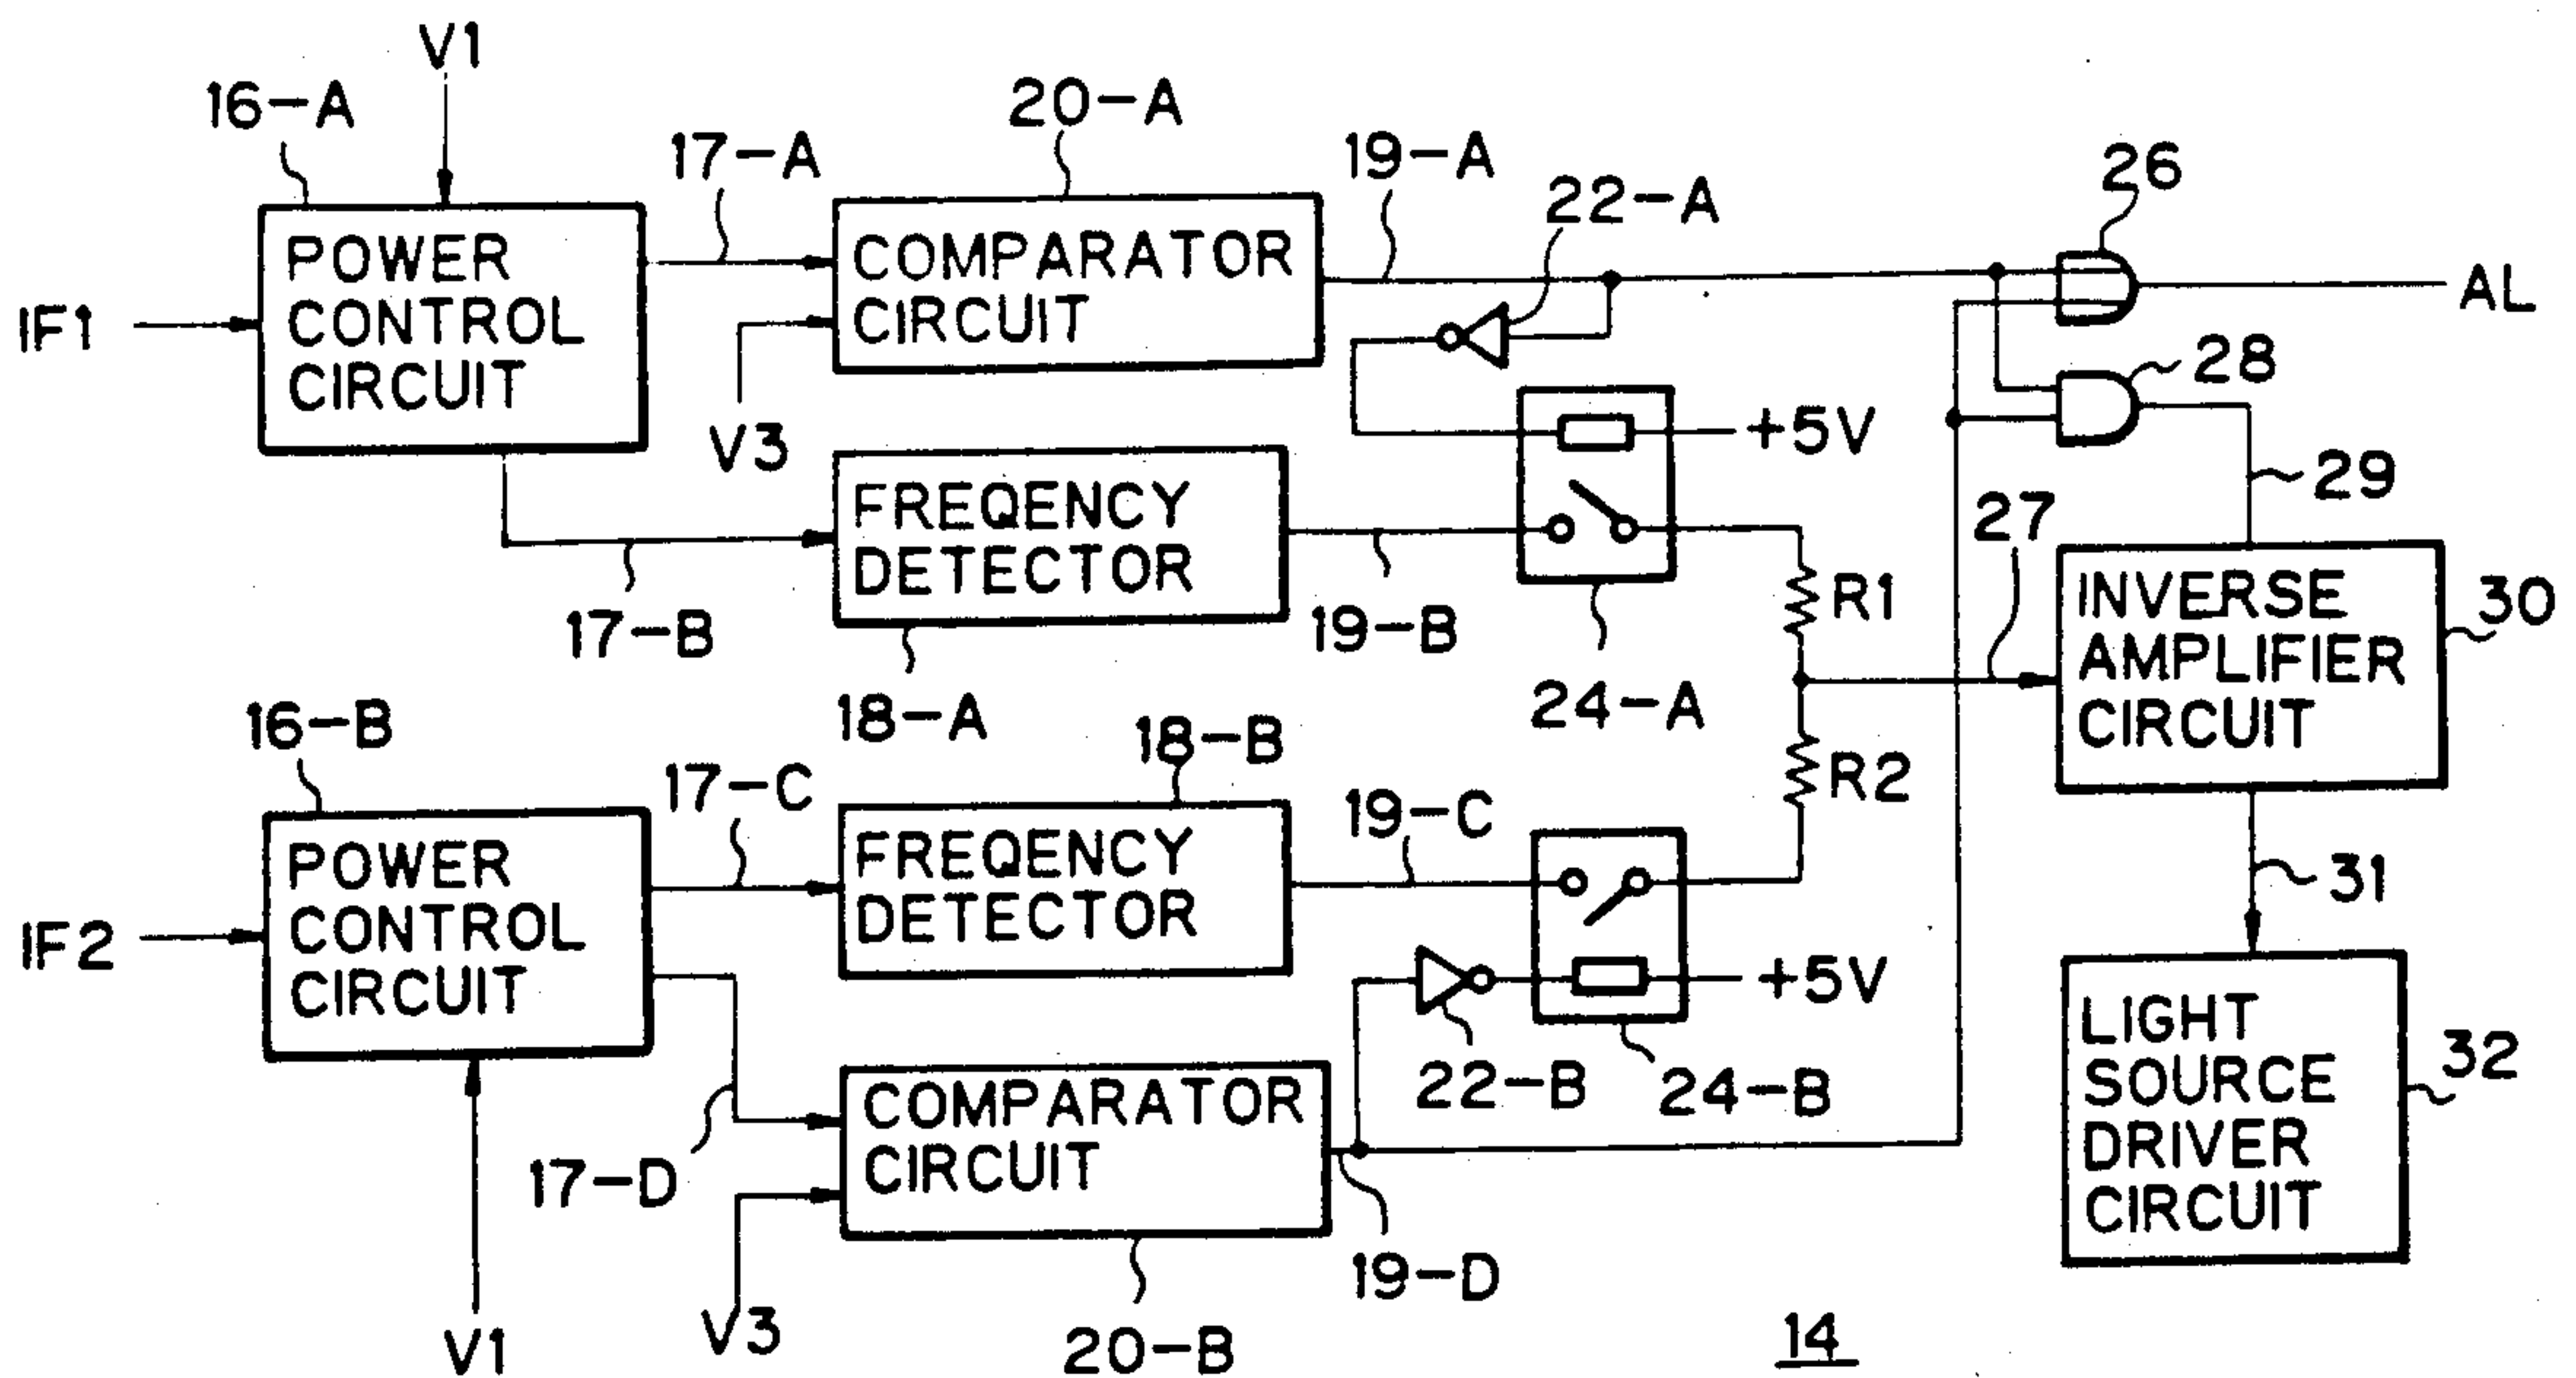 V1
16-A
20-A
17-A
19-A
22-A
26
POWER
CONTROL
CIRCUIT
COMPARATOR
CIRCUIT
IF1
AL
V3
28
+5V
29
FREQENCY
DETECTOR
27
17-B
19-B
R1
INVERSE
AMPLIFIER
CIRCUIT
30
18-A
24-A
16-B
18-B
17-C
19-C
R2
POWER
CONTROL
CIRCUIT
FREQENCY
DETECTOR
31
IF2
+5V
LIGHT
SOURCE
DRIVER
CIRCUIT
32
22-B
24-B
COMPARATOR
CIRCUIT
17-D
19-D
V1
V3
20-B
14